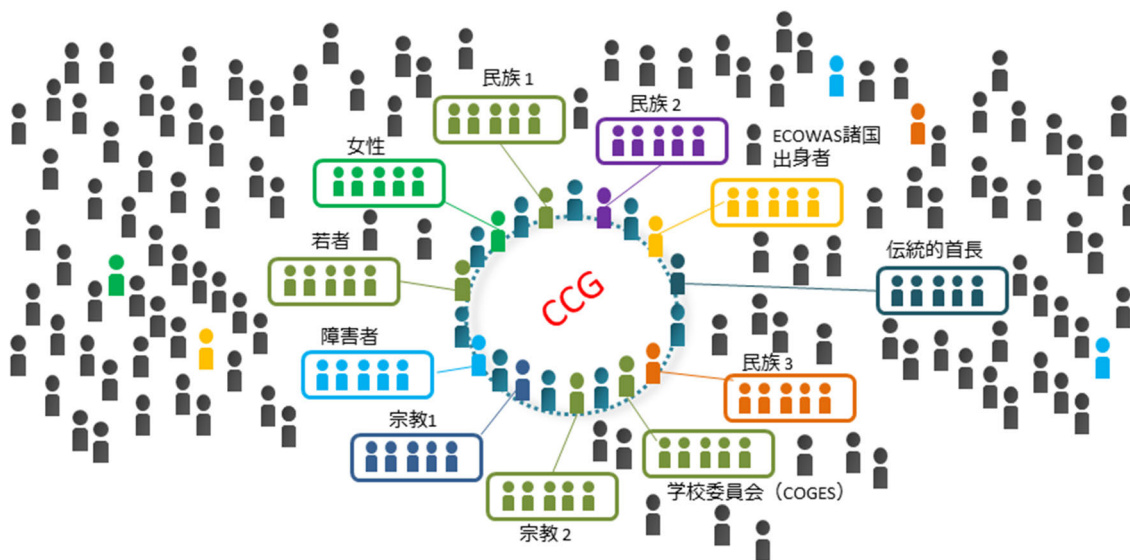 民族 1
民族 2
ECOWAS諸国
出身者
女性
若者
伝統的首長
CCG
障害者
民族 3
宗教1
学校委員会（COGES）
宗教 2